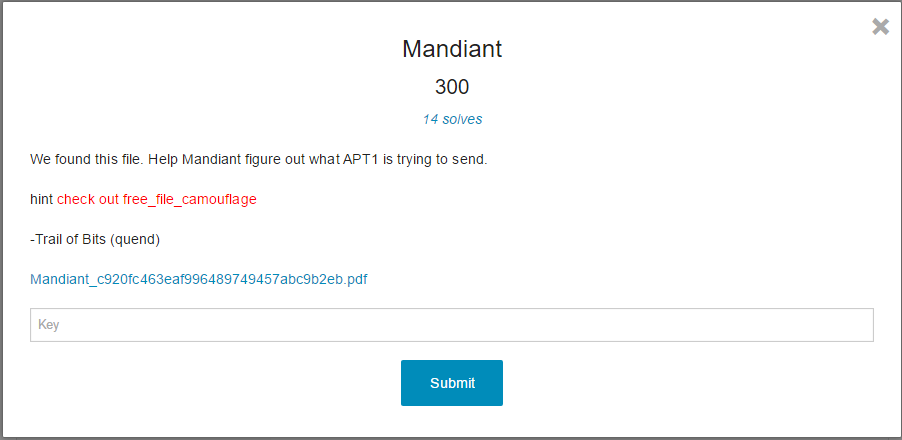 Mandiant
300
14 solves
We found this file. Help Mandiant figure out what APT1 is trying to send.
hint check out free_file_camouflage
-Trail of Bits (quend)
Mandiant_c920fc463eaf996489749457abc9b2eb.pdf
Key
Submit